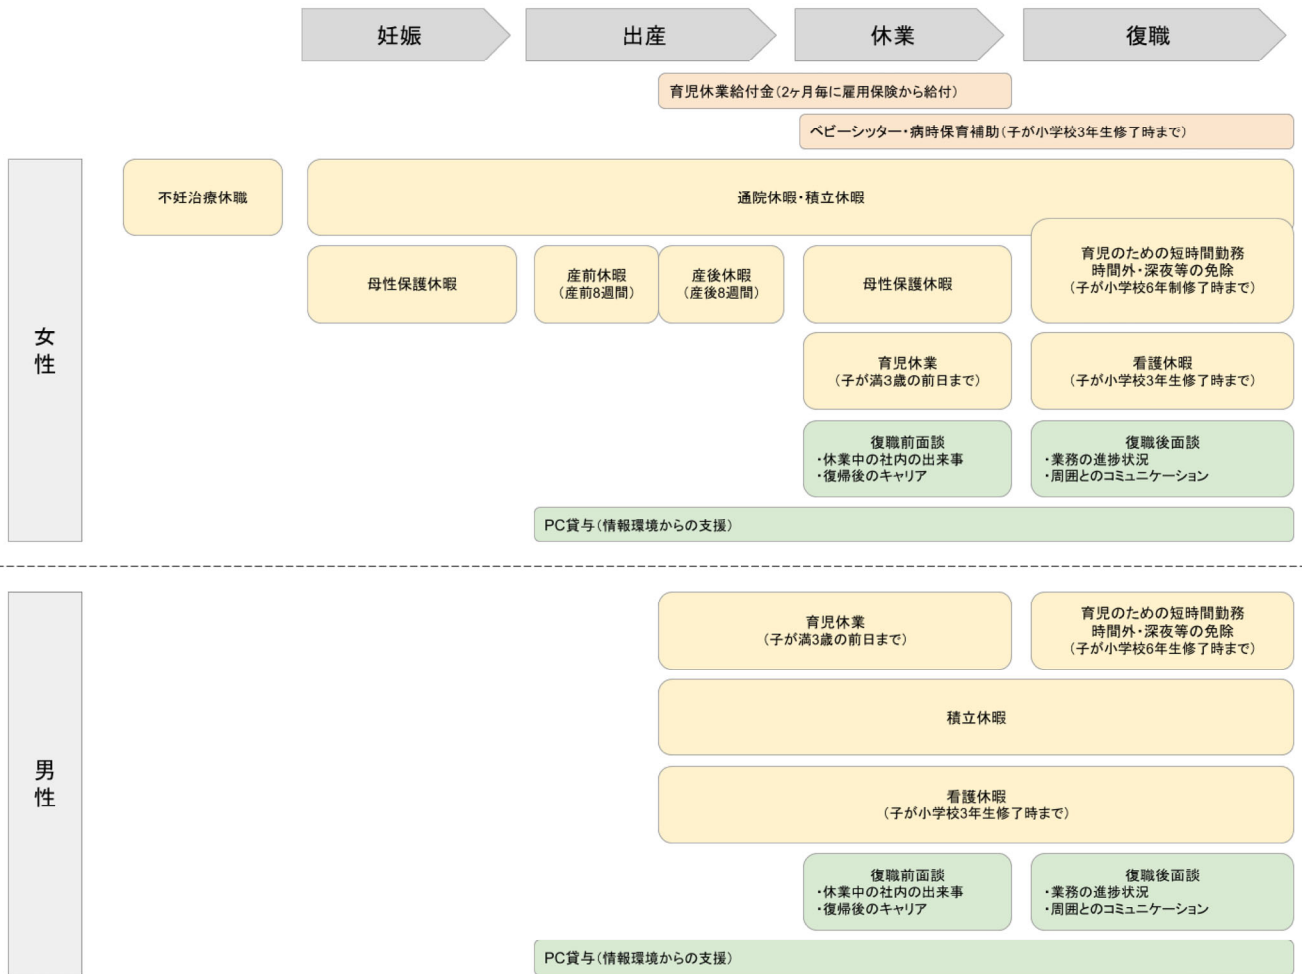 妊娠
出産
休業
復職
育児休業給付金(2ヶ月毎に雇用保険から給付)
ベビーシッター・病時保育補助(子が小学校3年生修了時まで)
女性
不妊治療休職
通院休暇・積立休暇
母性保護休暇
産前休暇
(産前8週間)
産後休暇
(産後8週間)
母性保護休暇
育児のための短時間勤務
時間外・深夜等の免除
(子が小学校6年制修了時まで)
育児休業
(子が満3歳の前日まで)
看護休暇
(子が小学校3年生修了時まで)
復職前面談
・休業中の社内の出来事
・復帰後のキャリア
復職後面談
・業務の進捗状況
・周囲とのコミュニケーション
PC貸与(情報環境からの支援)
男性
育児休業
(子が満3歳の前日まで)
育児のための短時間勤務
時間外・深夜等の免除
(子が小学校6年生修了時まで)
積立休暇
看護休暇
(子が小学校3年生修了時まで)
復職前面談
・休業中の社内の出来事
・復帰後のキャリア
復職後面談
・業務の進捗状況
・周囲とのコミュニケーション
PC貸与(情報環境からの支援)